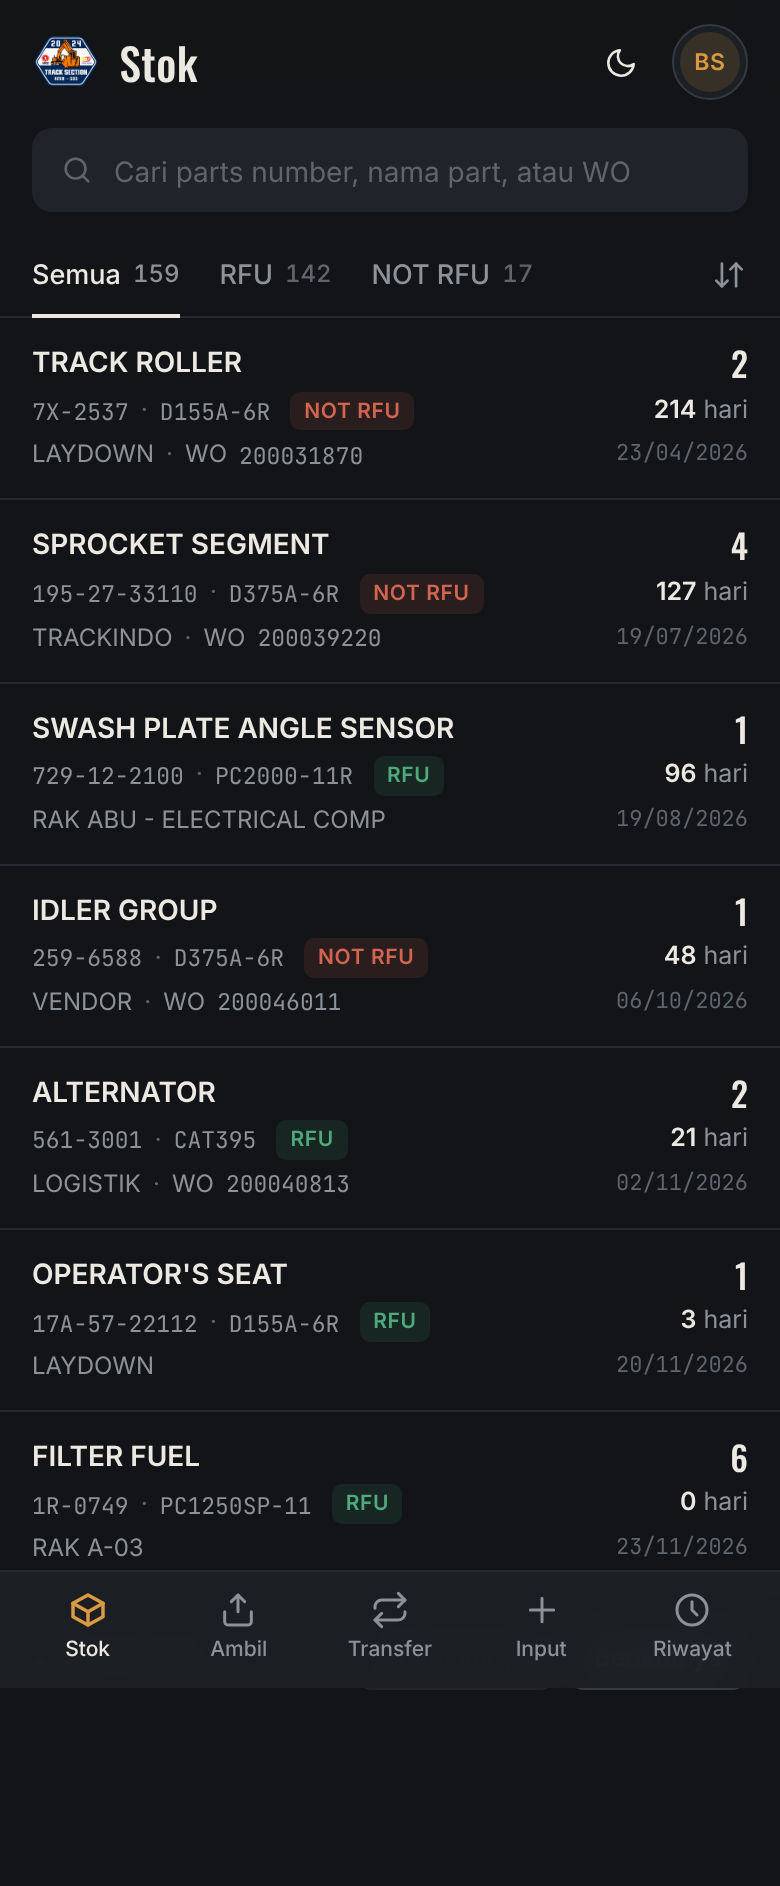 20 24
TRACK SECTION
Stok
BS
Cari parts number, nama part, atau WO
Semua 159 RFU 142 NOT RFU 17
TRACK ROLLER 2
7X-2537 · D155A-6R NOT RFU 214 hari
LAYDOWN · WO 200031870 23/04/2026
SPROCKET SEGMENT 4
195-27-33110 · D375A-6R NOT RFU 127 hari
TRACKINDO · WO 200039220 19/07/2026
SWASH PLATE ANGLE SENSOR 1
729-12-2100 · PC2000-11R RFU 96 hari
RAK ABU - ELECTRICAL COMP 19/08/2026
IDLER GROUP 1
259-6588 · D375A-6R NOT RFU 48 hari
VENDOR · WO 200046011 06/10/2026
ALTERNATOR 2
561-3001 · CAT395 RFU 21 hari
LOGISTIK · WO 200040813 02/11/2026
OPERATOR'S SEAT 1
17A-57-22112 · D155A-6R RFU 3 hari
LAYDOWN 20/11/2026
FILTER FUEL 6
1R-0749 · PC1250SP-11 RFU 0 hari
RAK A-03 23/11/2026
Stok Ambil Transfer Input Riwayat